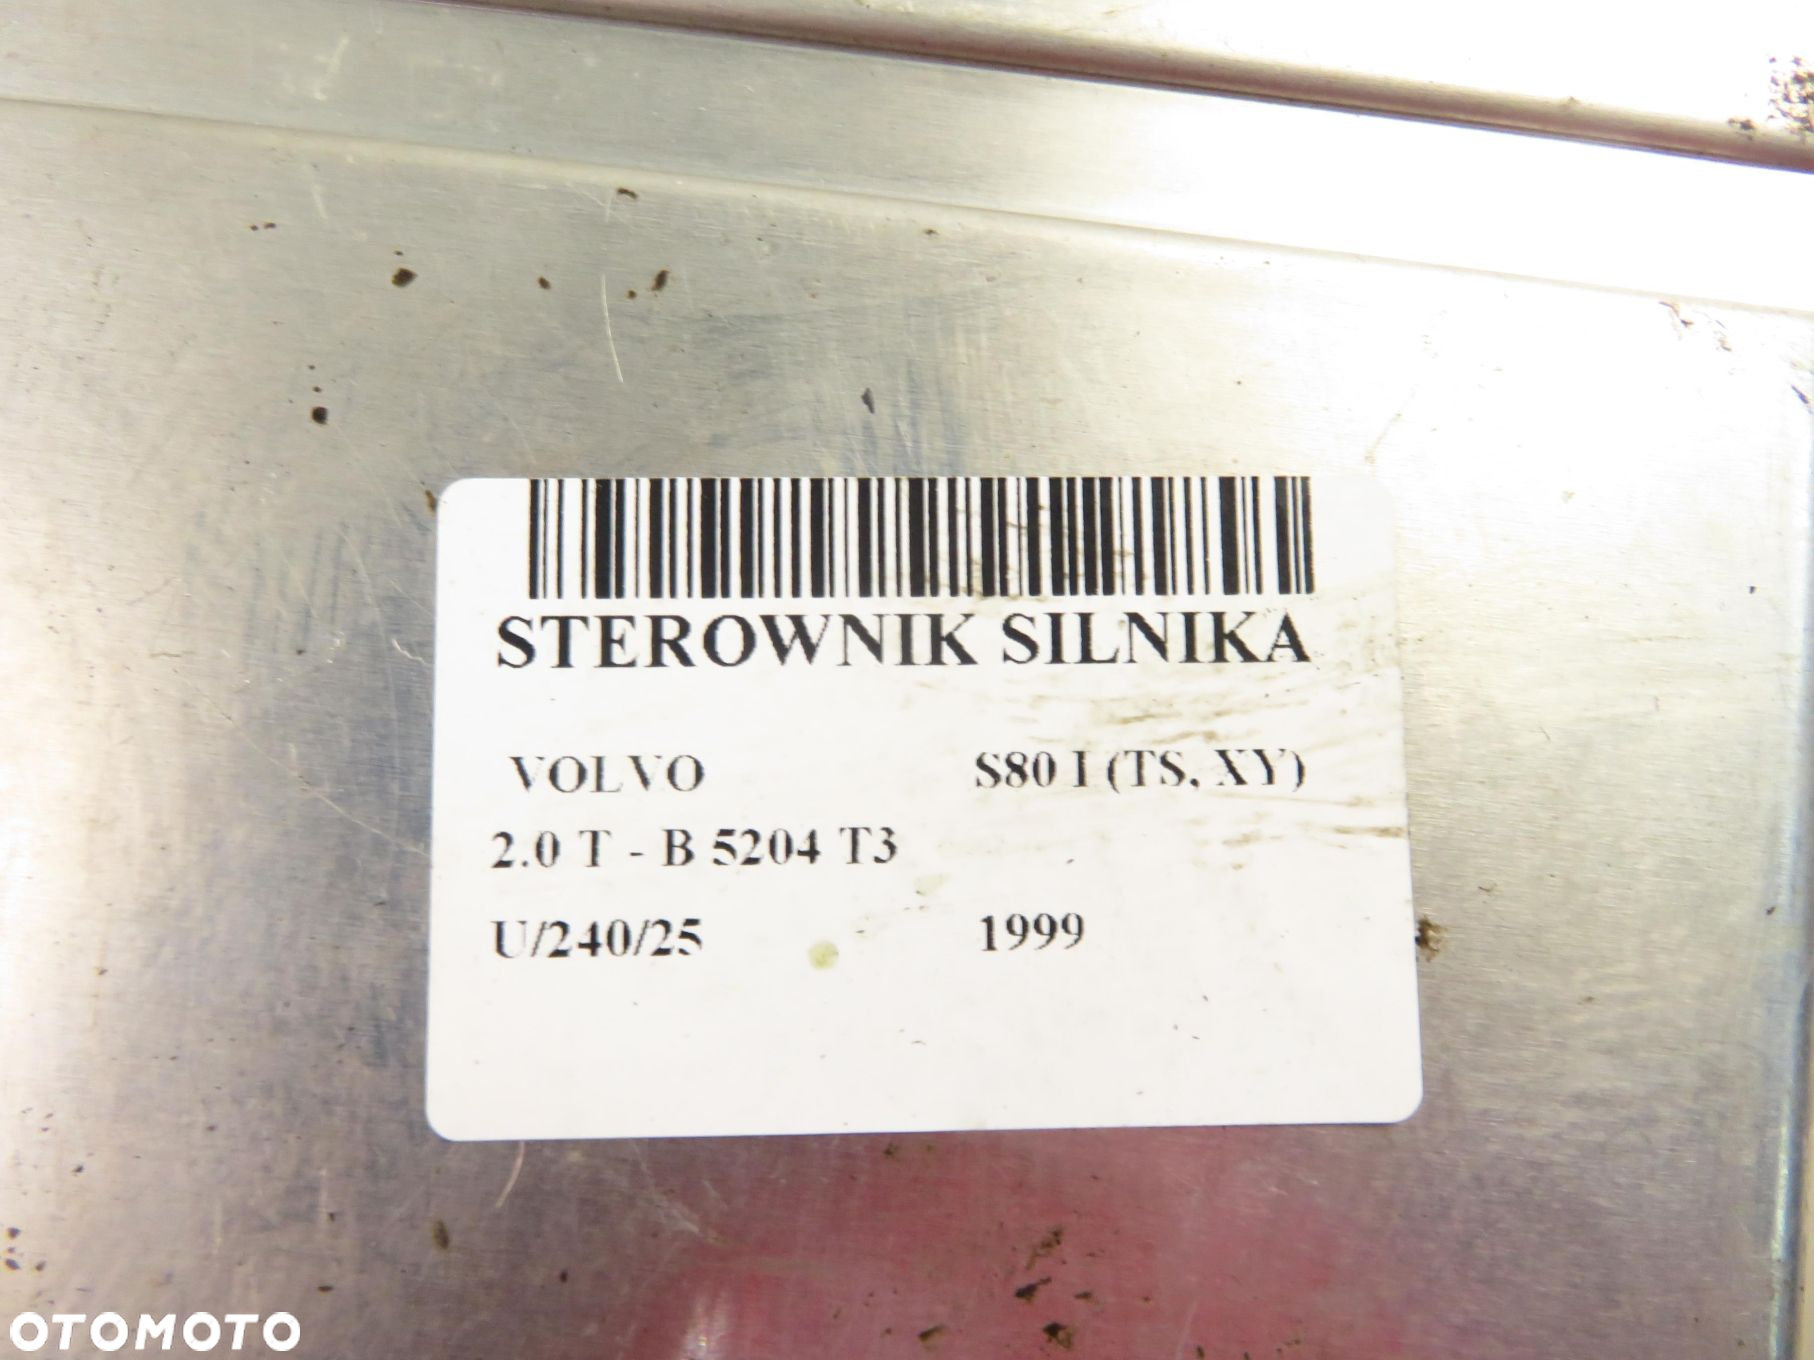 STEROWNIK SILNIKA
VOLVO S80 I (TS, XY)
2.0 T - B 5204 T3
U/240/25 1999
OTOMOTO